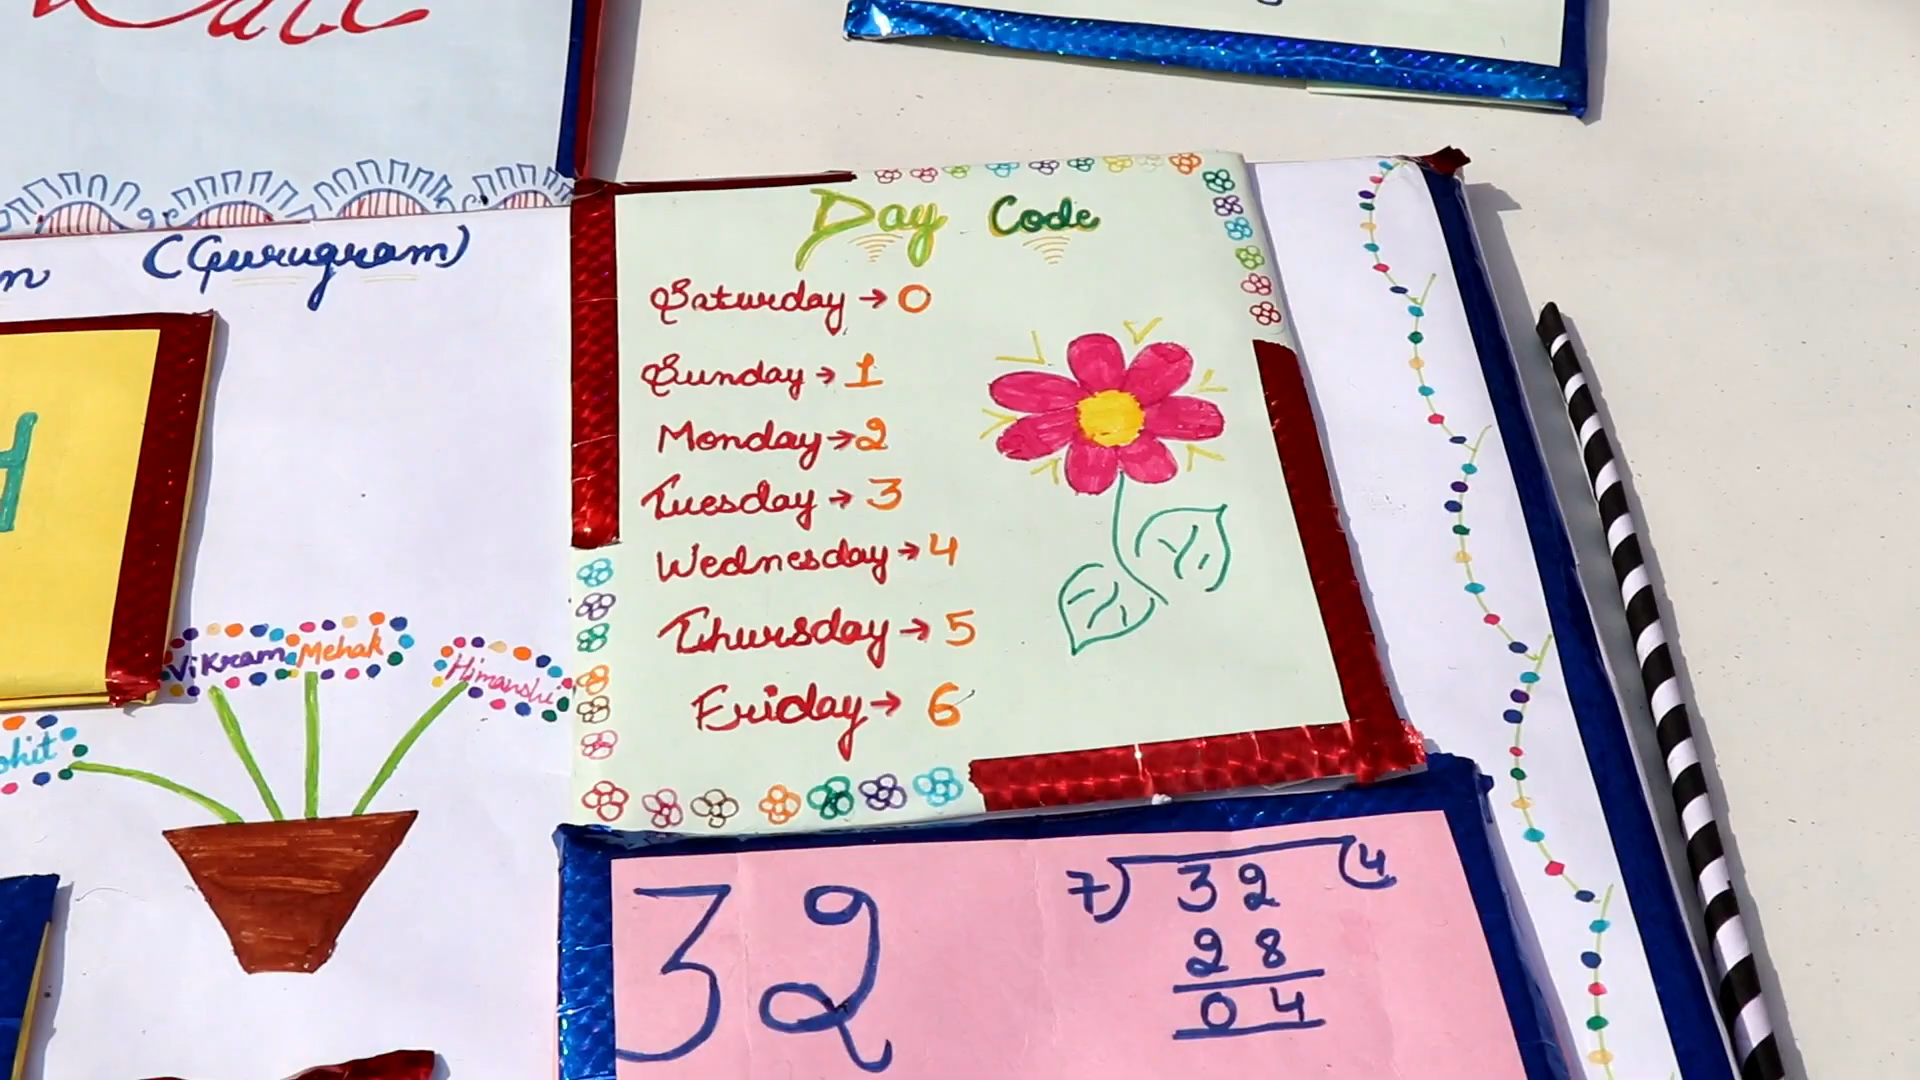 (Gurugram)
Day Code
Saturday → 0
Sunday → 1
Monday → 2
Tuesday → 3
Wednesday → 4
Thursday → 5
Friday → 6
Vikram Mehak
Himanshi
32
7) 32 (4
28
04